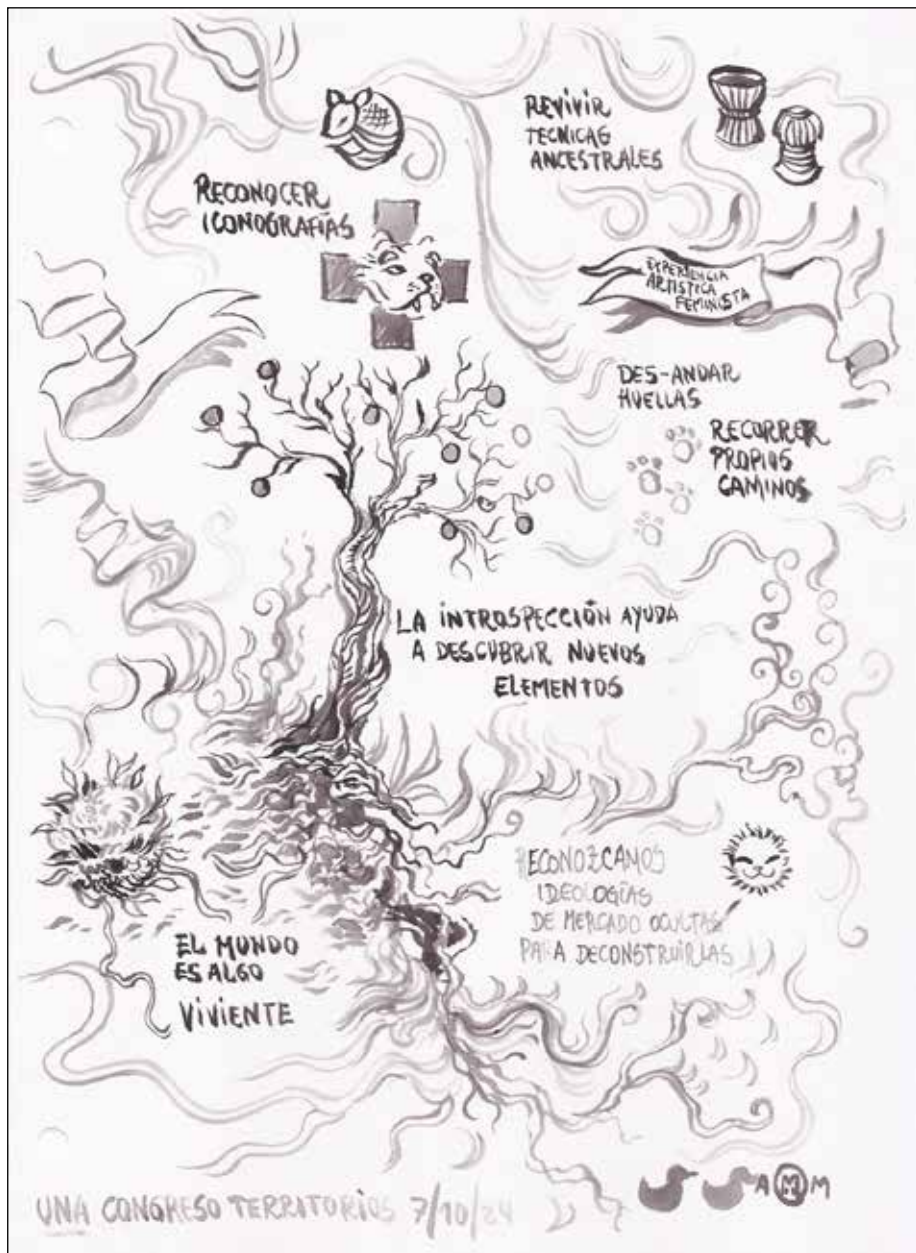 REVIVIR
TECNICAS
ANCESTRALES
RECONOCER
ICONOGRAFÍAS
EXPERIENCIA
ARTISTICA
FEMINISTA
DES-ANDAR
HUELLAS
RECORRER
PROPIOS
CAMINOS
LA INTROSPECCIÓN AYUDA
A DESCUBRIR NUEVOS
ELEMENTOS
RECONOZCAMOS
IDEOLOGÍAS
DE MERCADO OCULTAS
PARA DECONSTRUIRLAS
EL MUNDO
ES ALGO
VIVIENTE
UNA CONGRESO TERRITORIOS 7/10/24
A M M